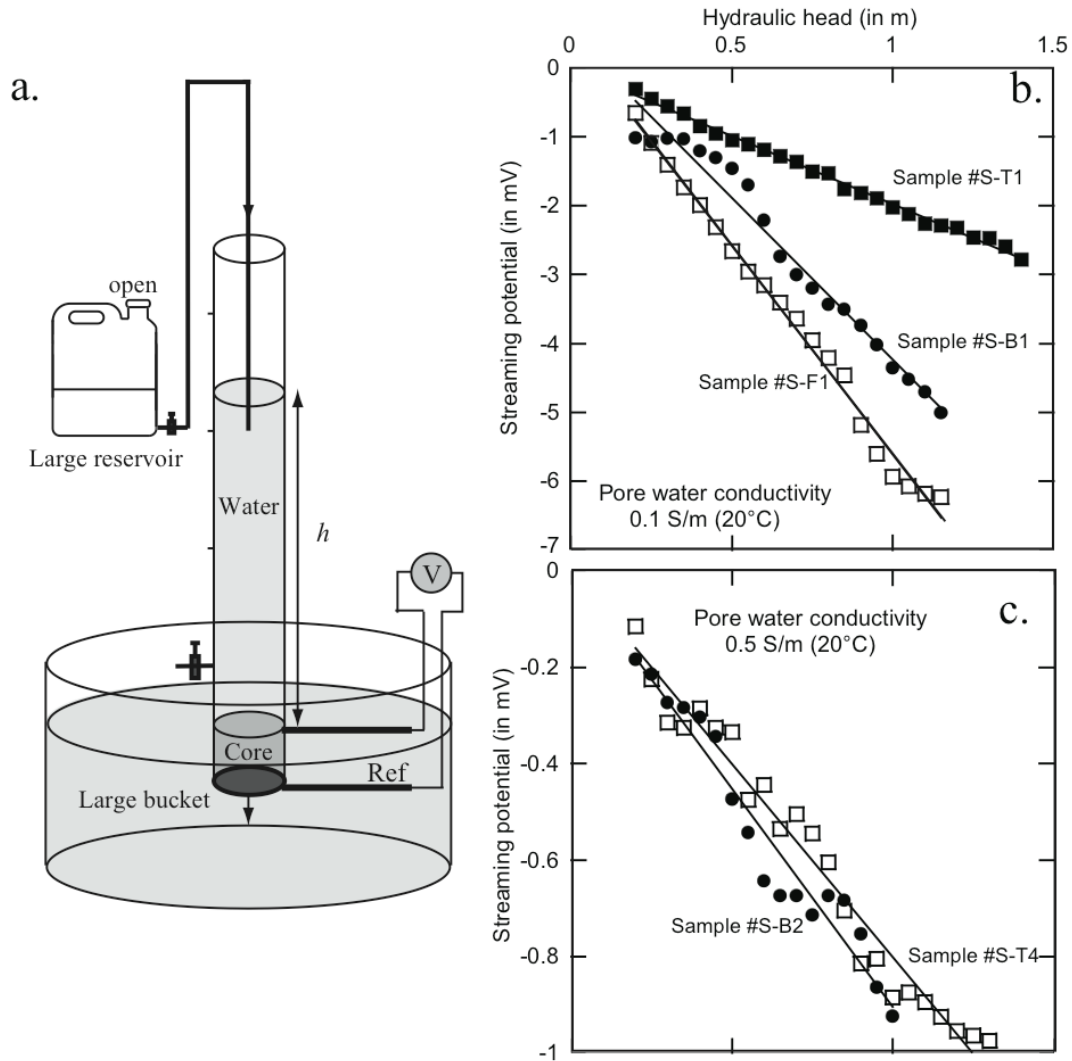 a.
open
Large reservoir
Water
h
V
Core
Ref
Large bucket
Hydraulic head (in m)
0 0.5 1 1.5
b.
Streaming potential (in mV)
0
-1
-2
-3
-4
-5
-6
-7
Sample #S-T1
Sample #S-B1
Sample #S-F1
Pore water conductivity
0.1 S/m (20°C)
c.
Streaming potential (in mV)
0
-0.2
-0.4
-0.6
-0.8
-1
Pore water conductivity
0.5 S/m (20°C)
Sample #S-B2
Sample #S-T4